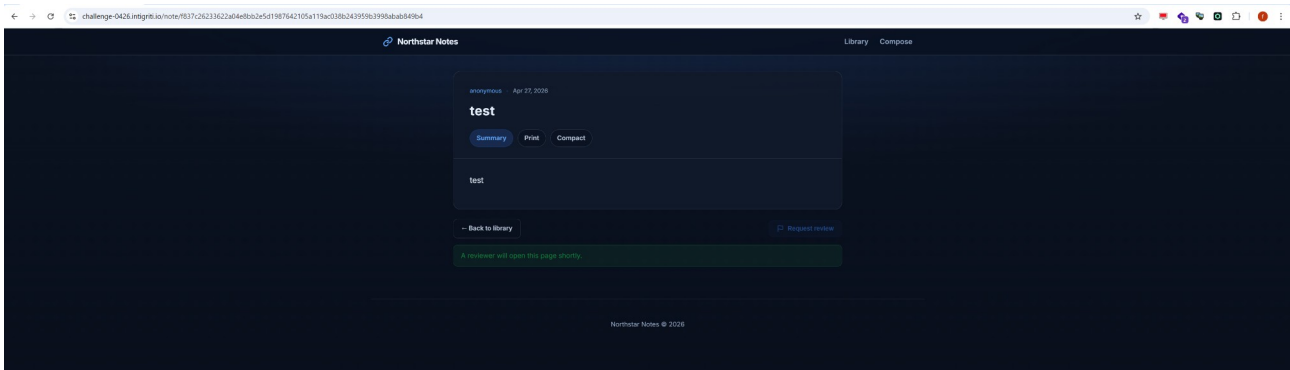 challenge-0426.intigriti.io/note/f837c26233622a04e8bb2e5d1987642105a119ac038b243959b3998abab849b4
Northstar Notes Library Compose
anonymous · Apr 27, 2026
test
Summary Print Compact
test
← Back to library Request review
A reviewer will open this page shortly.
Northstar Notes © 2026